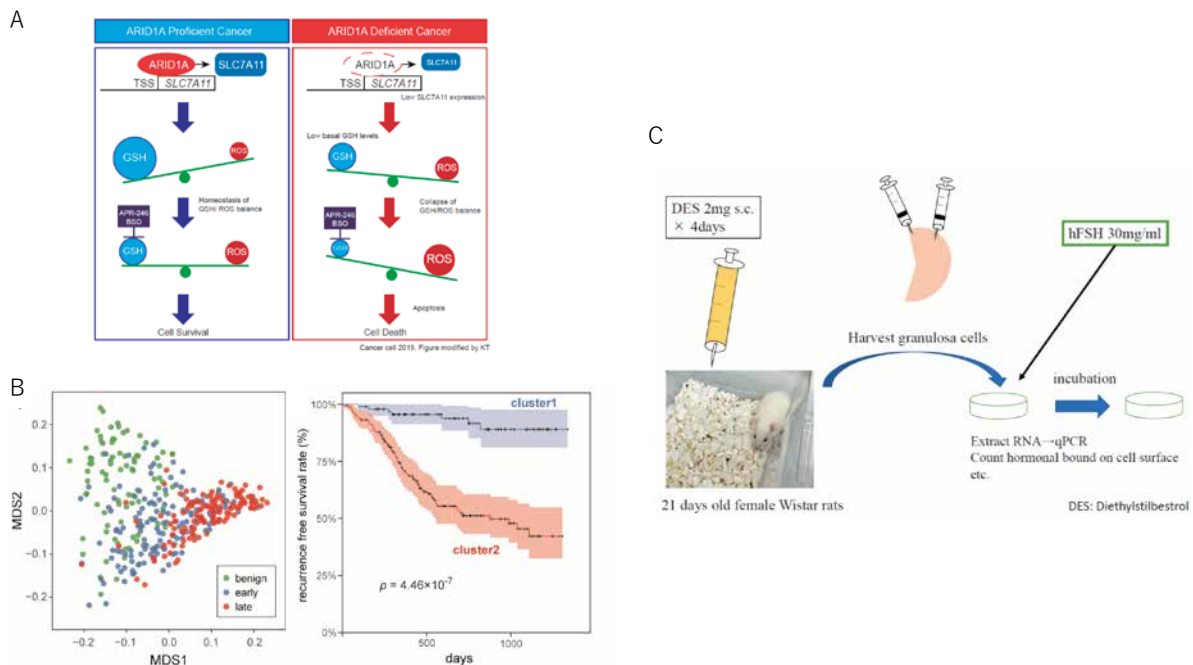 A
ARID1A Proficient Cancer
ARID1A Deficient Cancer
ARID1A
SLC7A11
TSS
SLC7A11
ARID1A
SLC7A11
TSS
SLC7A11
Low SLC7A11 expression
GSH
ROS
Homeostasis of
GSH/ ROS balance
APR-246
BSO
GSH
ROS
Cell Survival
Low basal GSH levels
GSH
ROS
Collapse of
GSH/ROS balance
APR-246
BSO
GSH
ROS
Apoptosis
Cell Death
Cancer cell 2019, Figure modified by KT
B
MDS2
0.2
0.1
0.0
−0.1
−0.2
benign
early
late
−0.2
−0.1
0.0
0.1
0.2
MDS1
recurrence free survival rate (%)
100%
75%
50%
25%
0%
cluster1
cluster2
p = 4.46×10⁻⁷
500
1000
days
C
DES 2mg s.c.
× 4days
hFSH 30mg/ml
Harvest granulosa cells
incubation
Extract RNA→qPCR
Count hormonal bound on cell surface
etc.
21 days old female Wistar rats
DES: Diethylstilbestrol